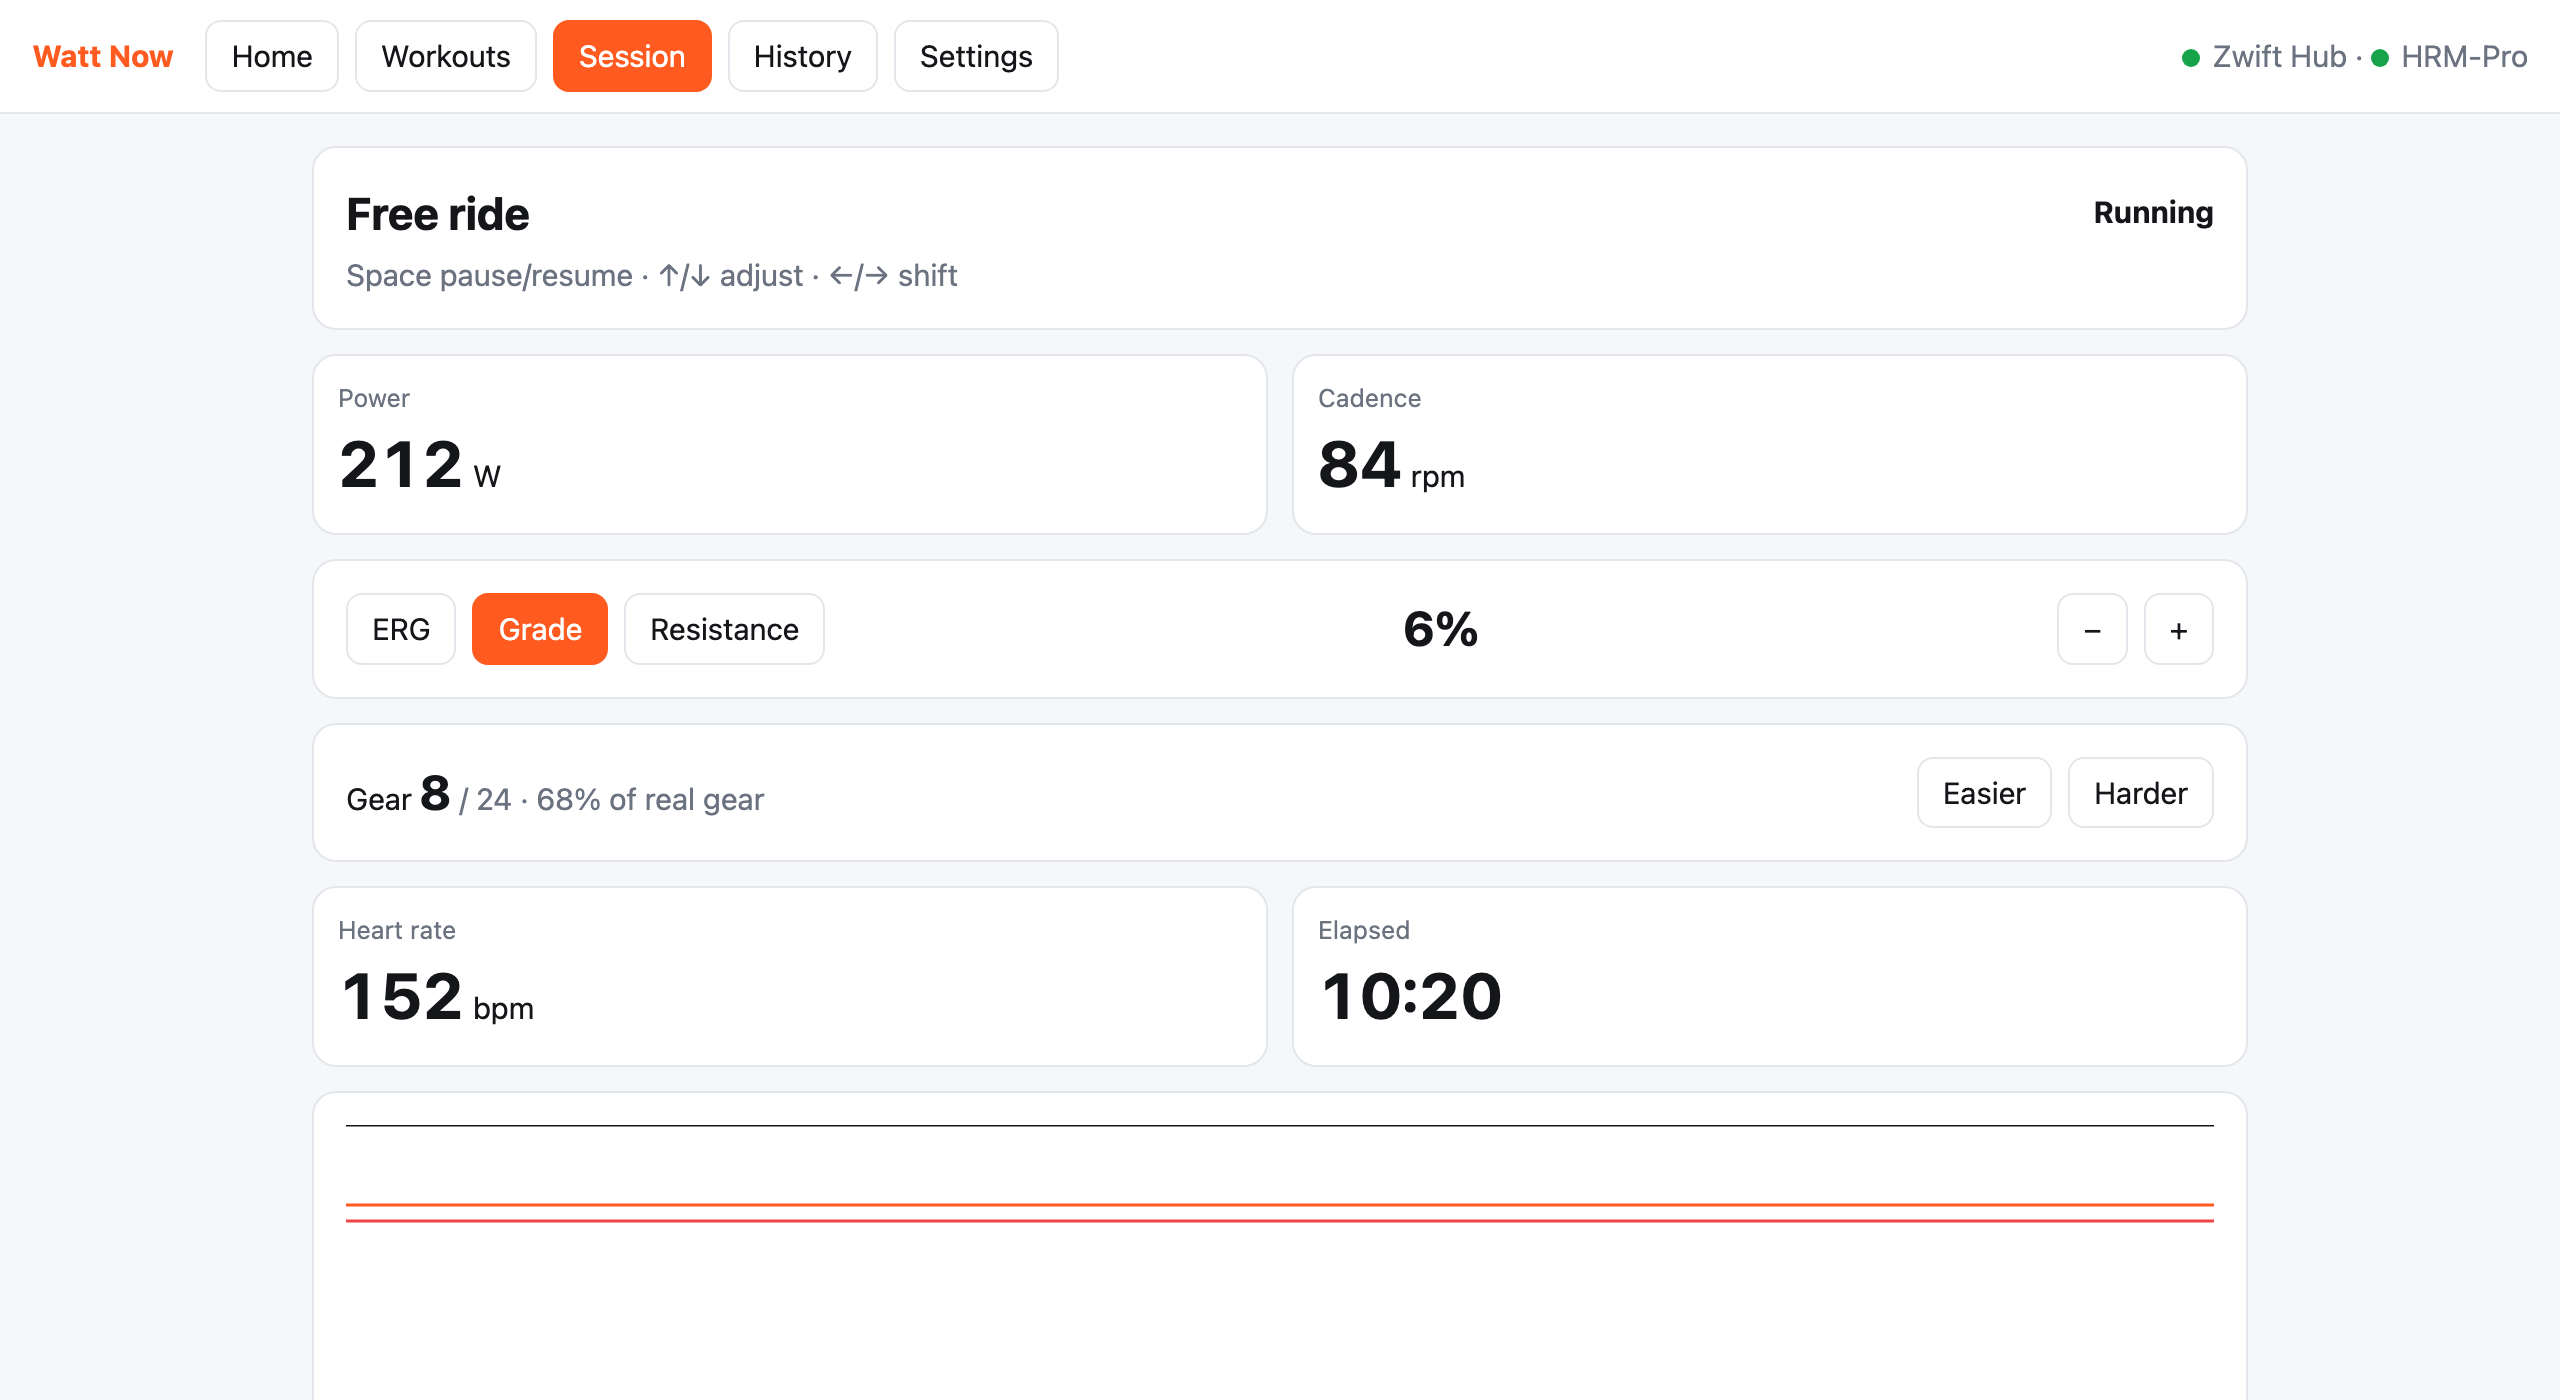 Watt Now Home Workouts Session History Settings Zwift Hub · HRM-Pro
Free ride Running
Space pause/resume · ↑/↓ adjust · ←/→ shift
Power
212 W
Cadence
84 rpm
ERG Grade Resistance 6% − +
Gear 8 / 24 · 68% of real gear Easier Harder
Heart rate
152 bpm
Elapsed
10:20